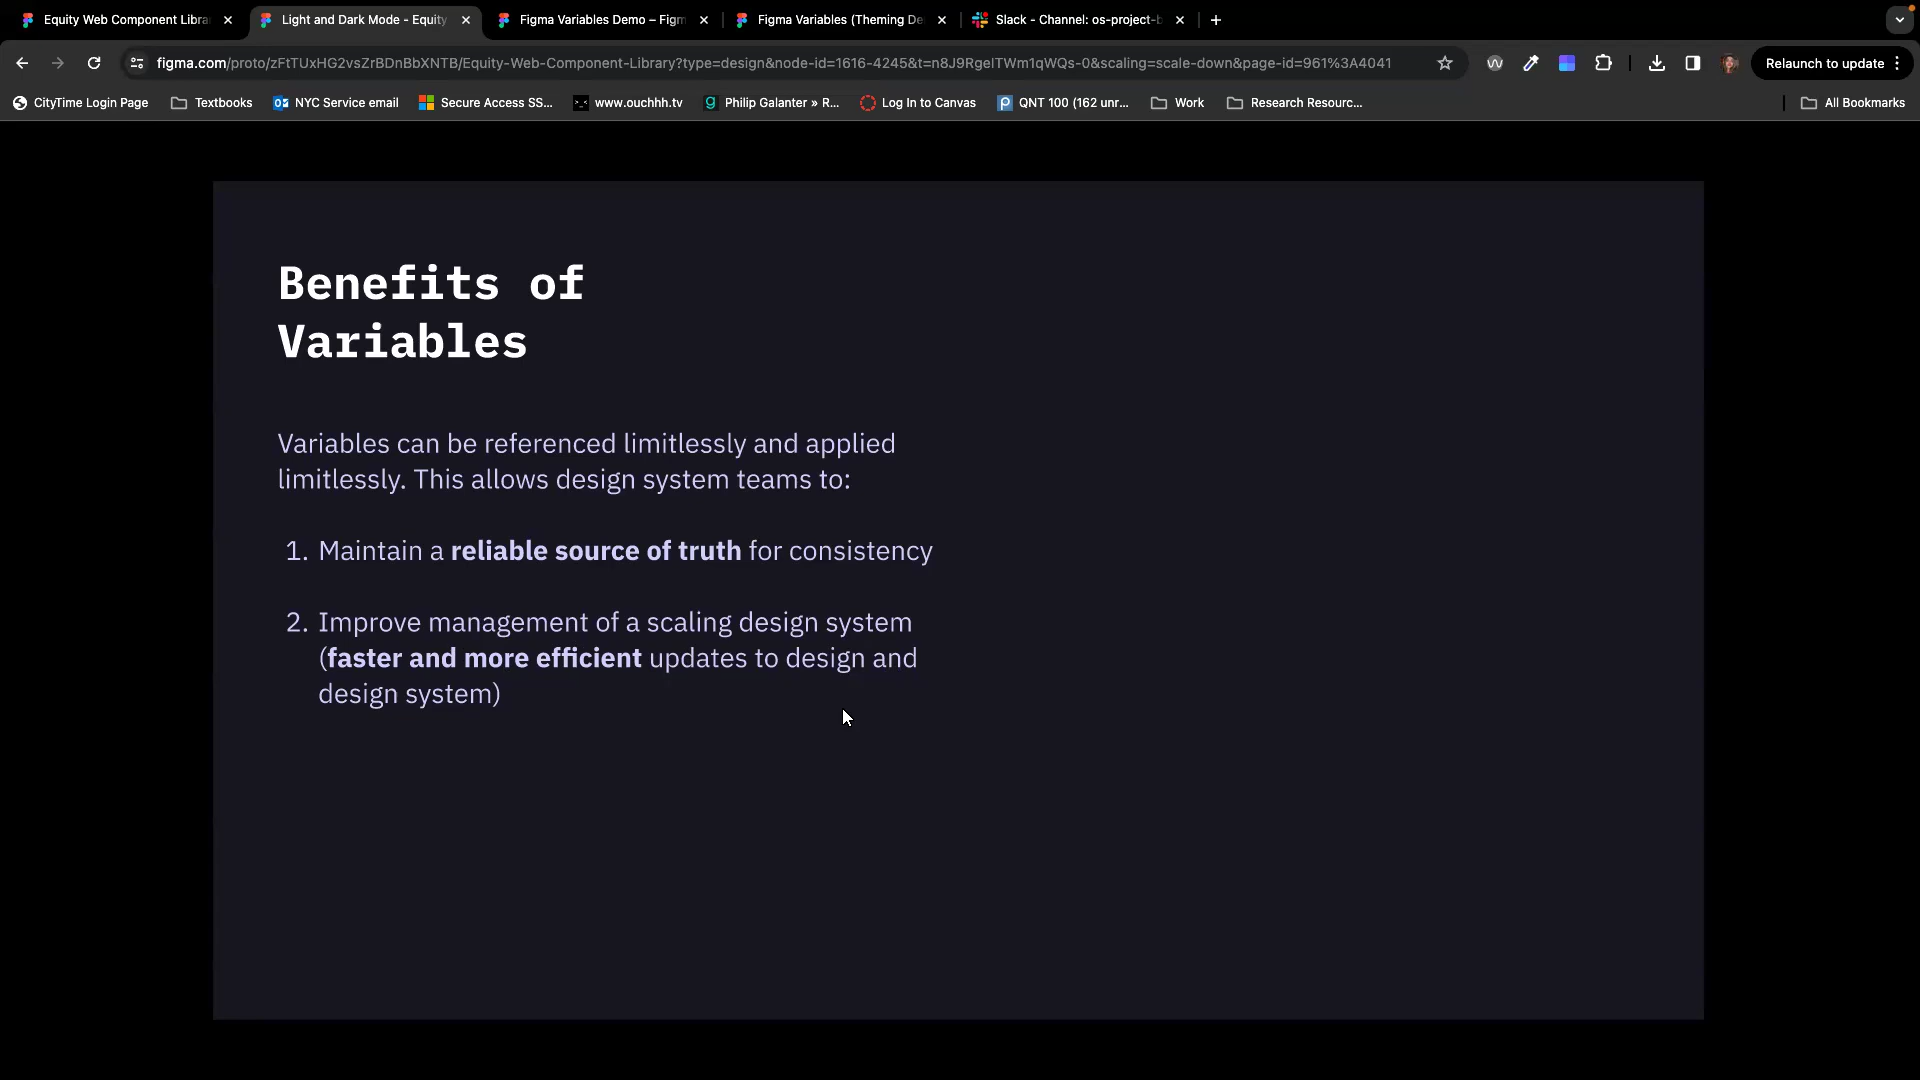 Equity Web Component Libra
Light and Dark Mode - Equity
Figma Variables Demo – Figm
Figma Variables (Theming De
Slack - Channel: os-project-b
figma.com/proto/zFtTUxHG2vsZrBDnBbXNTB/Equity-Web-Component-Library?type=design&node-id=1616-4245&t=n8J9RgelTWm1qWQs-0&scaling=scale-down&page-id=961%3A4041
Relaunch to update
CityTime Login Page
Textbooks
NYC Service email
Secure Access SS...
www.ouchhh.tv
Philip Galanter » R...
Log In to Canvas
QNT 100 (162 unr...
Work
Research Resourc...
All Bookmarks
Benefits of
Variables
Variables can be referenced limitlessly and applied
limitlessly. This allows design system teams to:
1. Maintain a reliable source of truth for consistency
2. Improve management of a scaling design system
(faster and more efficient updates to design and
design system)